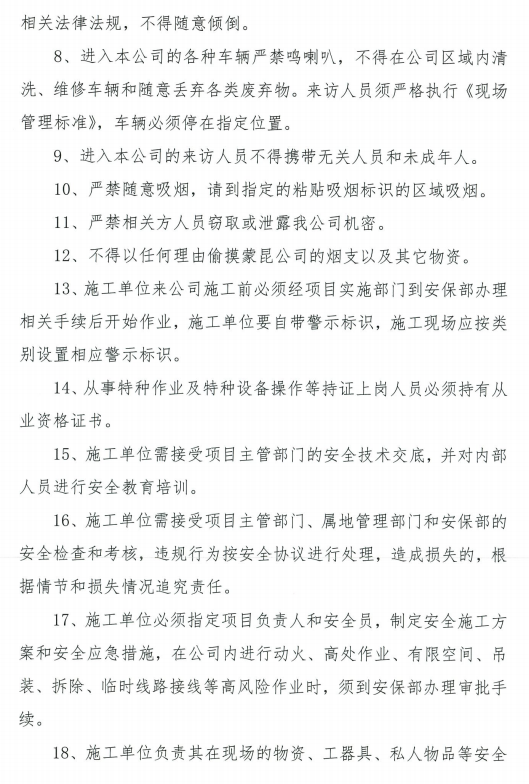 相关法律法规，不得随意倾倒。
8、进入本公司的各种车辆严禁鸣喇叭，不得在公司区域内清
洗、维修车辆和随意丢弃各类废弃物。来访人员须严格执行《现场
管理标准》，车辆必须停在指定位置。
9、进入本公司的来访人员不得携带无关人员和未成年人。
10、严禁随意吸烟，请到指定的粘贴吸烟标识的区域吸烟。
11、严禁相关方人员窃取或泄露我公司机密。
12、不得以任何理由偷摸蒙昆公司的烟支以及其它物资。
13、施工单位来公司施工前必须经项目实施部门到安保部办理
相关手续后开始作业，施工单位要自带警示标识，施工现场应按类
别设置相应警示标识。
14、从事特种作业及特种设备操作等持证上岗人员必须持有从
业资格证书。
15、施工单位需接受项目主管部门的安全技术交底，并对内部
人员进行安全教育培训。
16、施工单位需接受项目主管部门、属地管理部门和安保部的
安全检查和考核，违规行为按安全协议进行处理，造成损失的，根
据情节和损失情况追究责任。
17、施工单位必须指定项目负责人和安全员，制定安全施工方
案和安全应急措施，在公司内进行动火、高处作业、有限空间、吊
装、拆除、临时线路接线等高风险作业时，须到安保部办理审批手
续。
18、施工单位负责其在现场的物资、工器具、私人物品等安全